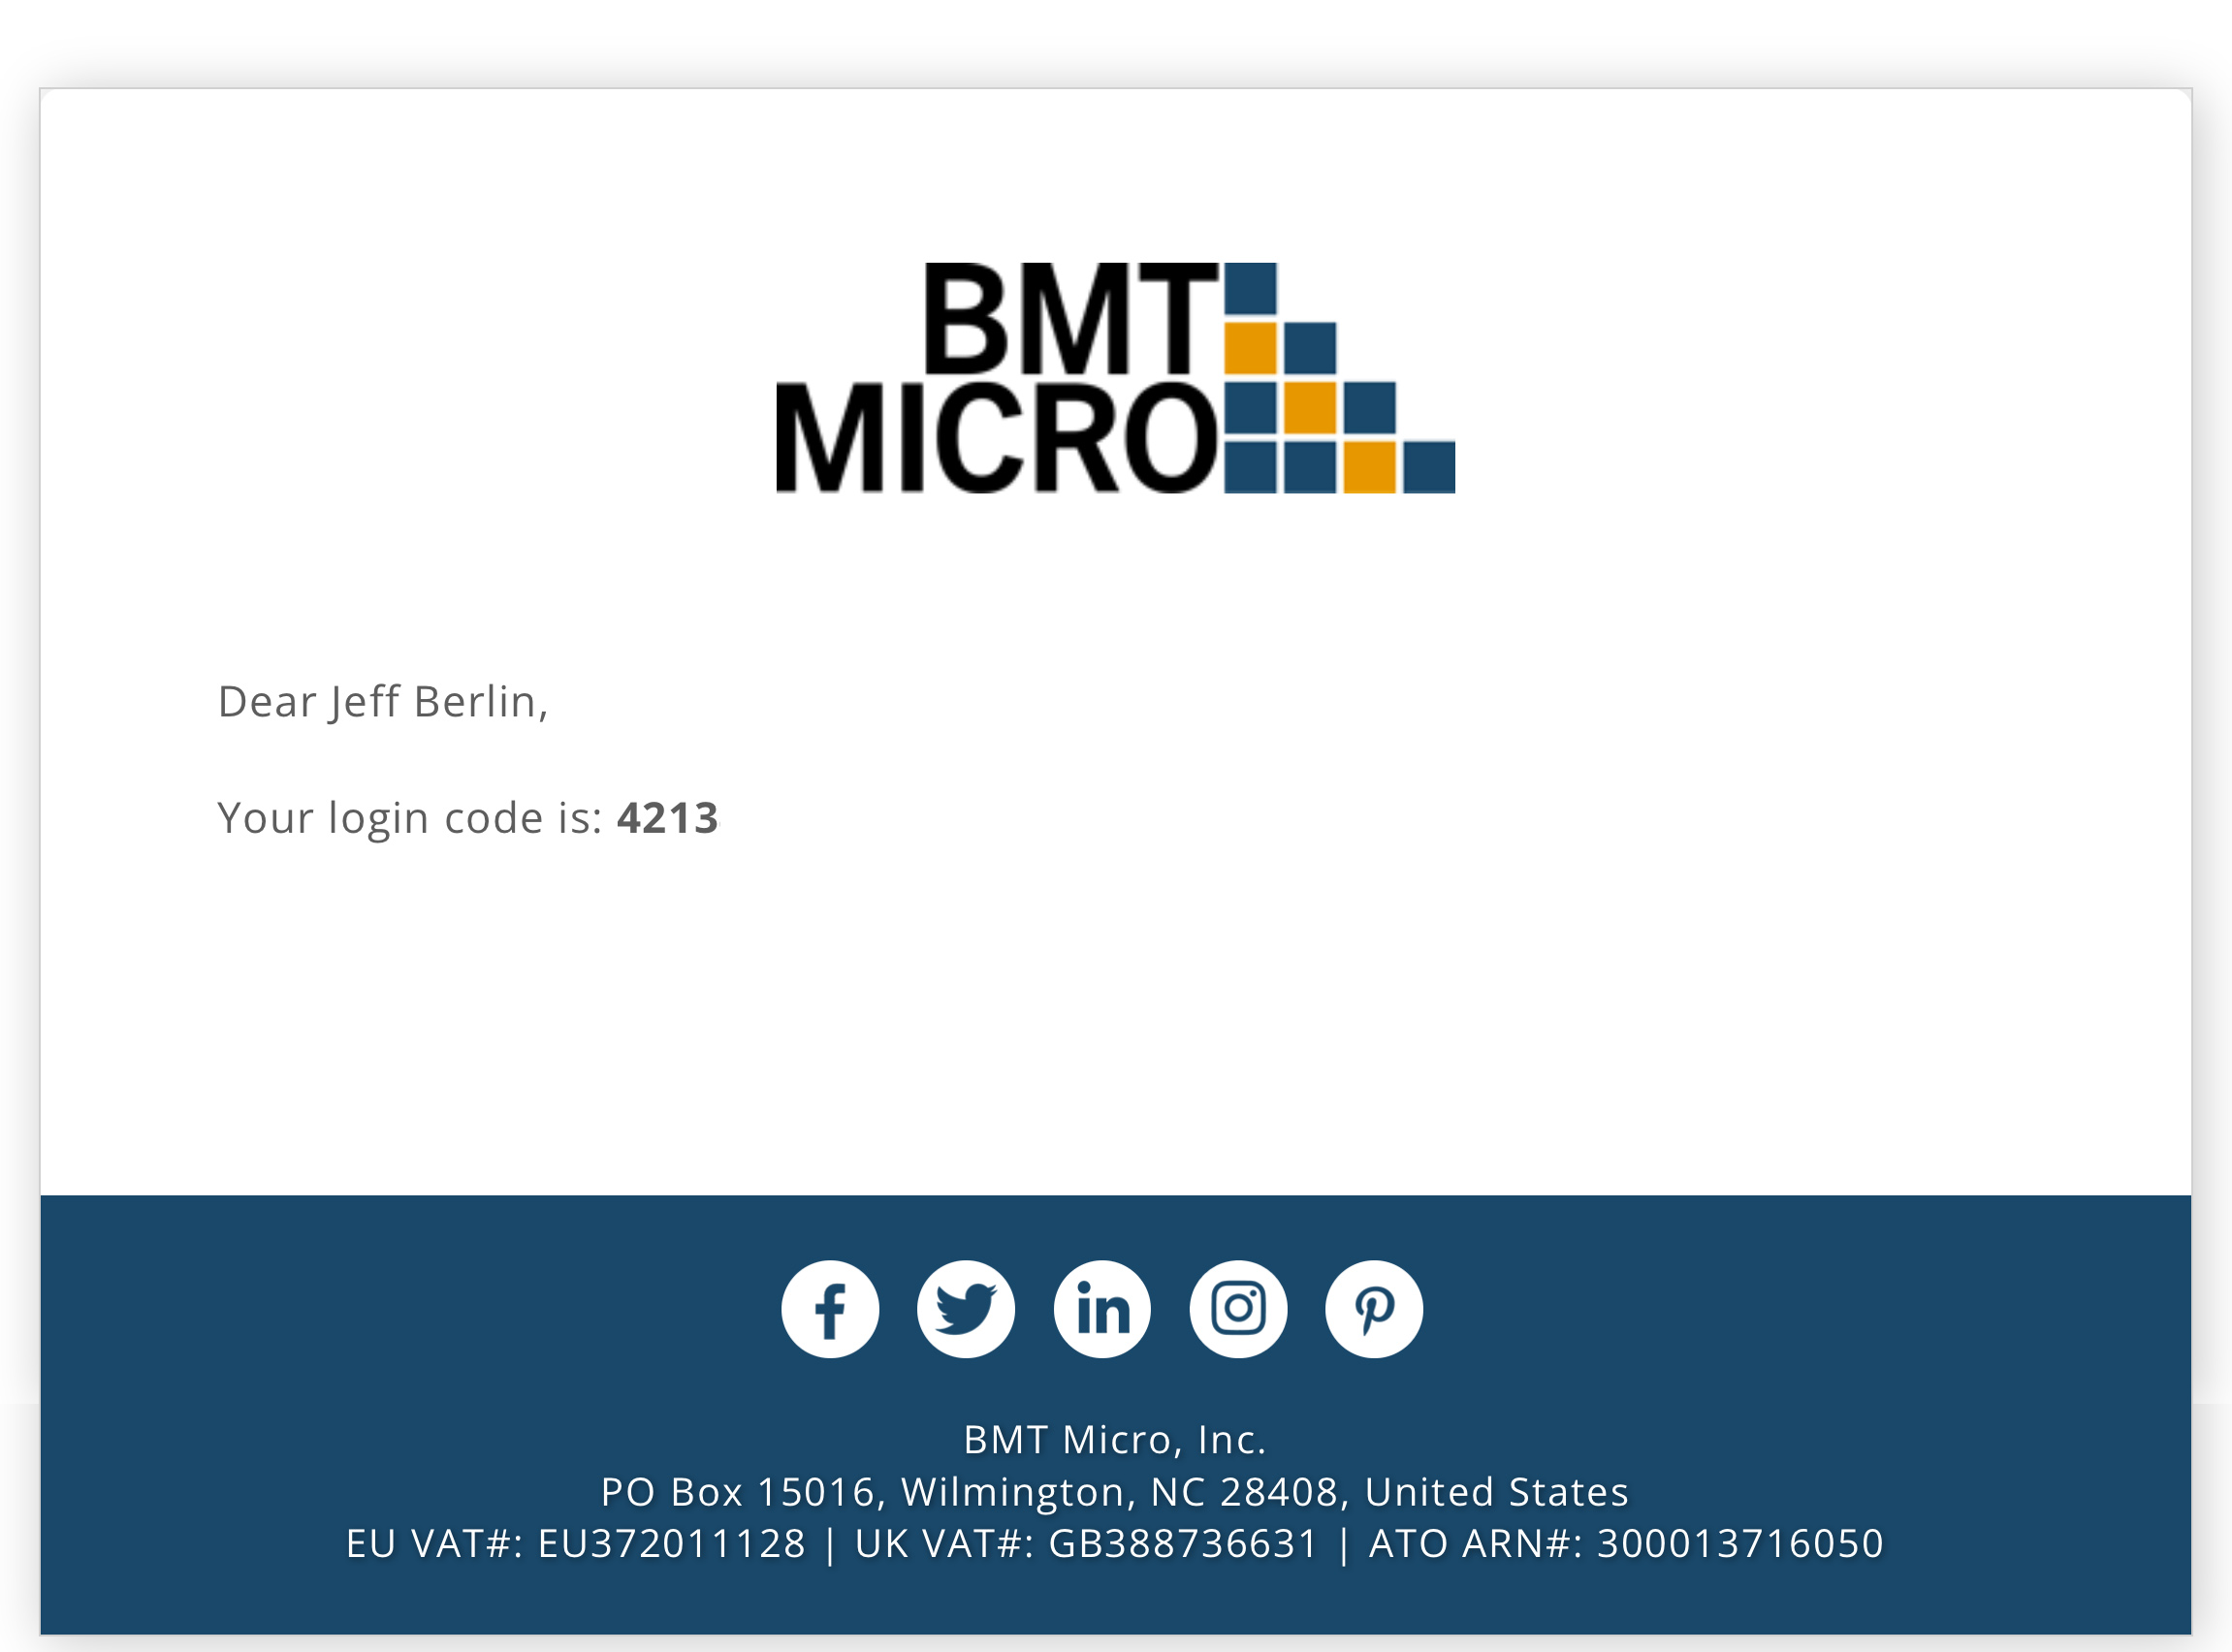 BMT
MICRO
Dear Jeff Berlin,
Your login code is: 4213
BMT Micro, Inc.
PO Box 15016, Wilmington, NC 28408, United States
EU VAT#: EU372011128 | UK VAT#: GB388736631 | ATO ARN#: 300013716050